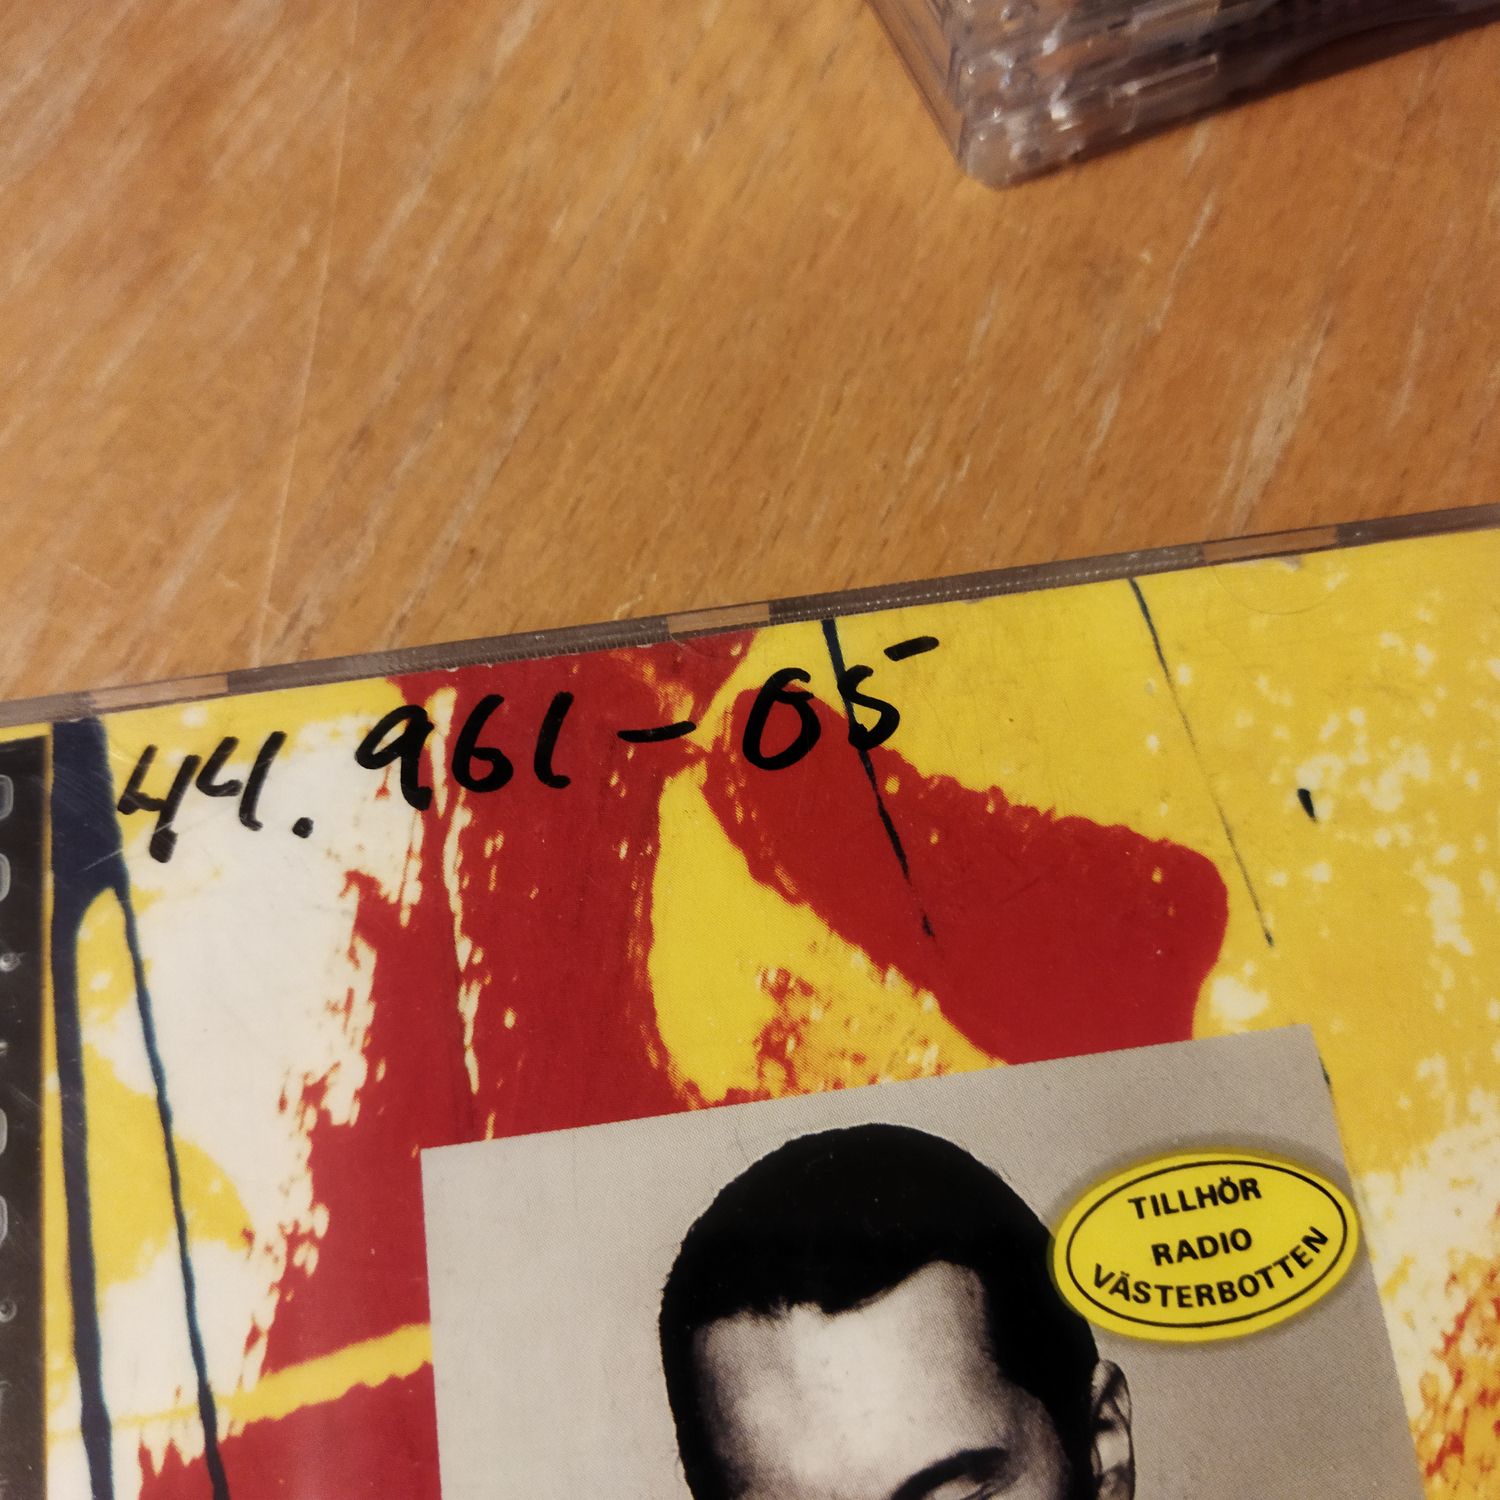 44. 961-05
TILLHÖR
RADIO
VÄSTERBOTTEN